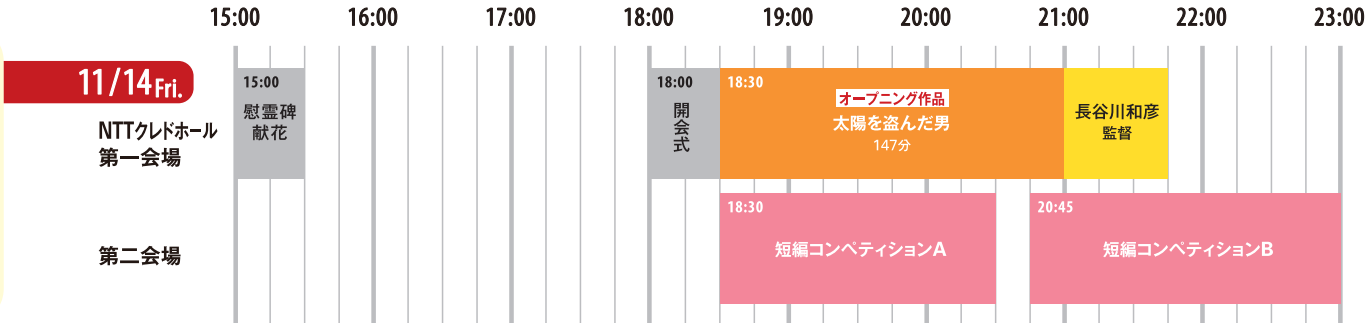 15:00 16:00 17:00 18:00 19:00 20:00 21:00 22:00 23:00
11/14 Fri.
NTTクレドホール
第一会場
15:00
慰霊碑
献花
18:00
開会式
18:30
オープニング作品
太陽を盗んだ男
147分
長谷川和彦
監督
第二会場
18:30
短編コンペティションA
20:45
短編コンペティションB